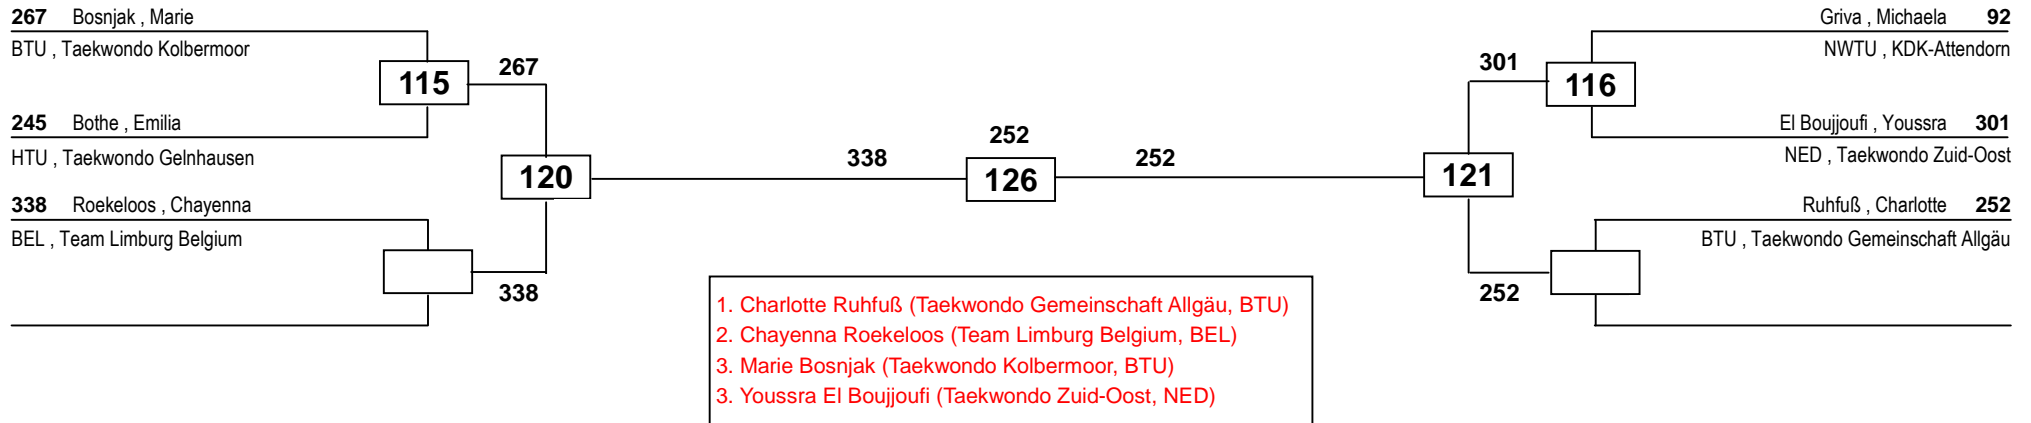 267 Bosnjak , Marie
BTU , Taekwondo Kolbermoor
115
267
245 Bothe , Emilia
HTU , Taekwondo Gelnhausen
120
338 Roekeloos , Chayenna
BEL , Team Limburg Belgium
338
338
252
126
252
Griva , Michaela 92
NWTU , KDK-Attendorn
301
116
El Boujjoufi , Youssra 301
NED , Taekwondo Zuid-Oost
121
Ruhfuß , Charlotte 252
BTU , Taekwondo Gemeinschaft Allgäu
252
1. Charlotte Ruhfuß (Taekwondo Gemeinschaft Allgäu, BTU)
2. Chayenna Roekeloos (Team Limburg Belgium, BEL)
3. Marie Bosnjak (Taekwondo Kolbermoor, BTU)
3. Youssra El Boujjoufi (Taekwondo Zuid-Oost, NED)